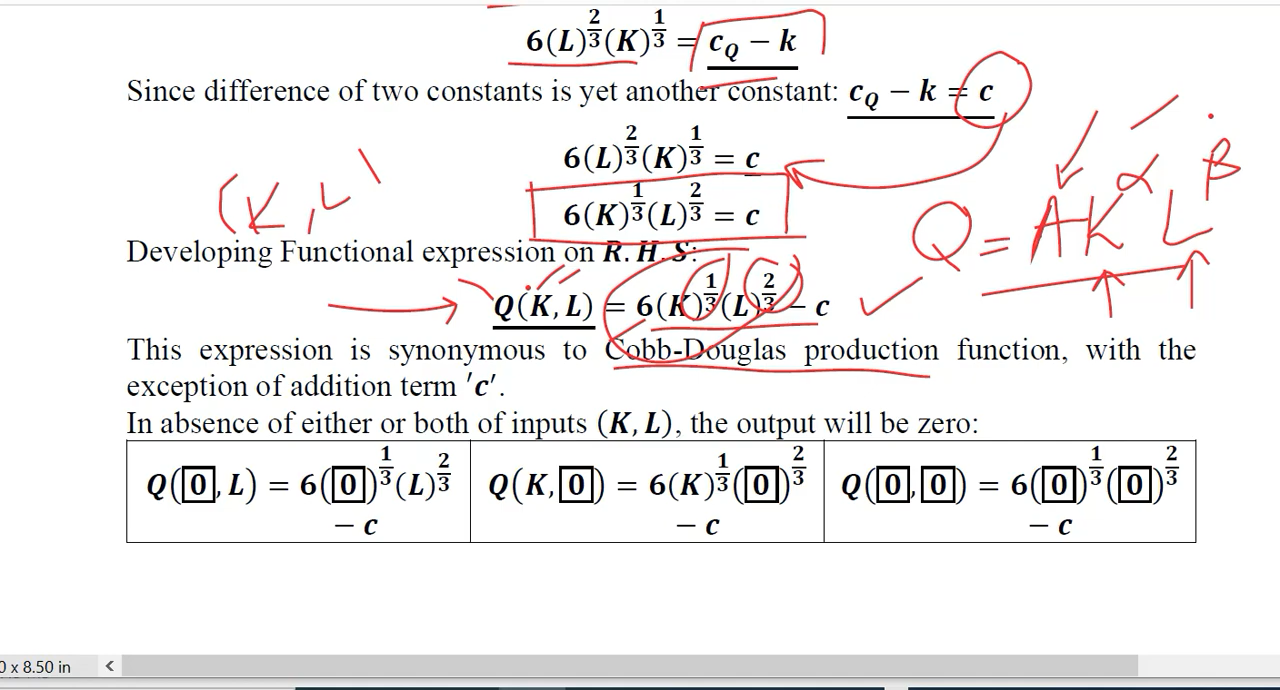 6(L)^{2/3}(K)^{1/3} = c_Q − k
Since difference of two constants is yet another constant: c_Q − k = c
6(L)^{2/3}(K)^{1/3} = c
6(K)^{1/3}(L)^{2/3} = c
(K, L)
Q = AK^α L^β
Developing Functional expression on R.H.S:
Q(K, L) = 6(K)^{1/3}(L)^{2/3} − c
This expression is synonymous to Cobb-Douglas production function, with the
exception of addition term 'c'.
In absence of either or both of inputs (K, L), the output will be zero:
Q(0, L) = 6(0)^{1/3}(L)^{2/3}
− c
Q(K, 0) = 6(K)^{1/3}(0)^{2/3}
− c
Q(0, 0) = 6(0)^{1/3}(0)^{2/3}
− c
0 x 8.50 in